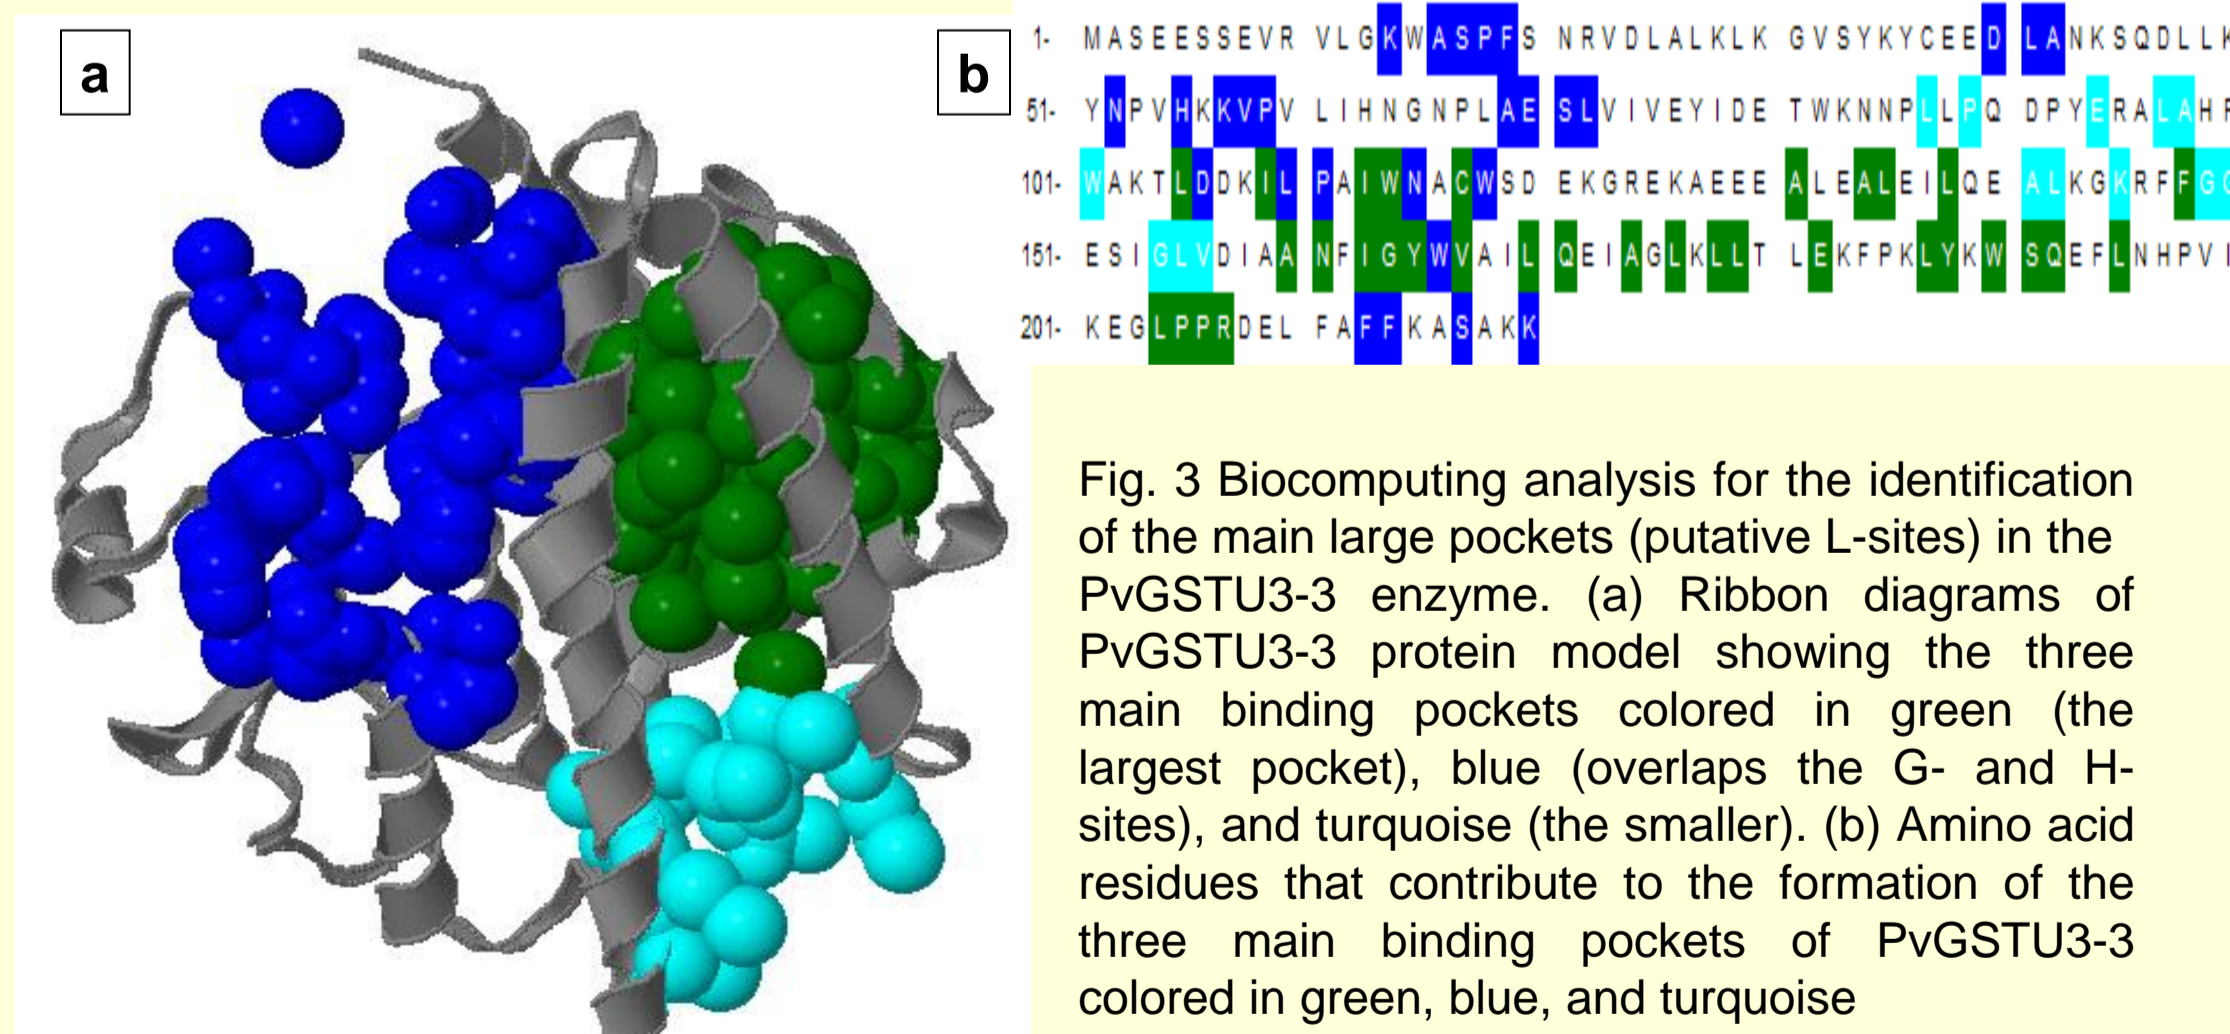 a
b
1- MASEESSEVR VLGKWASPFS NRVDLALKLK GVSYKYCEED LANKSQDLLK
51- YNPVHKKVPV LIHNGNPLAE SLVIVEYIDE TWKNNPLLPQ DPYERALAH
101- WAKTLDDKIL PAIWNACWSD EKGREKAEEE ALEALEILQE ALKGKRFFG
151- ESIGLVDIAA NFIGYWVAIL QEIAGLKLLT LEKFPKLYKW SQEFLNHPVI
201- KEGLPPRDEL FAFFKASAKK
Fig. 3 Biocomputing analysis for the identification
of the main large pockets (putative L-sites) in the
PvGSTU3-3 enzyme. (a) Ribbon diagrams of
PvGSTU3-3 protein model showing the three
main binding pockets colored in green (the
largest pocket), blue (overlaps the G- and H-
sites), and turquoise (the smaller). (b) Amino acid
residues that contribute to the formation of the
three main binding pockets of PvGSTU3-3
colored in green, blue, and turquoise